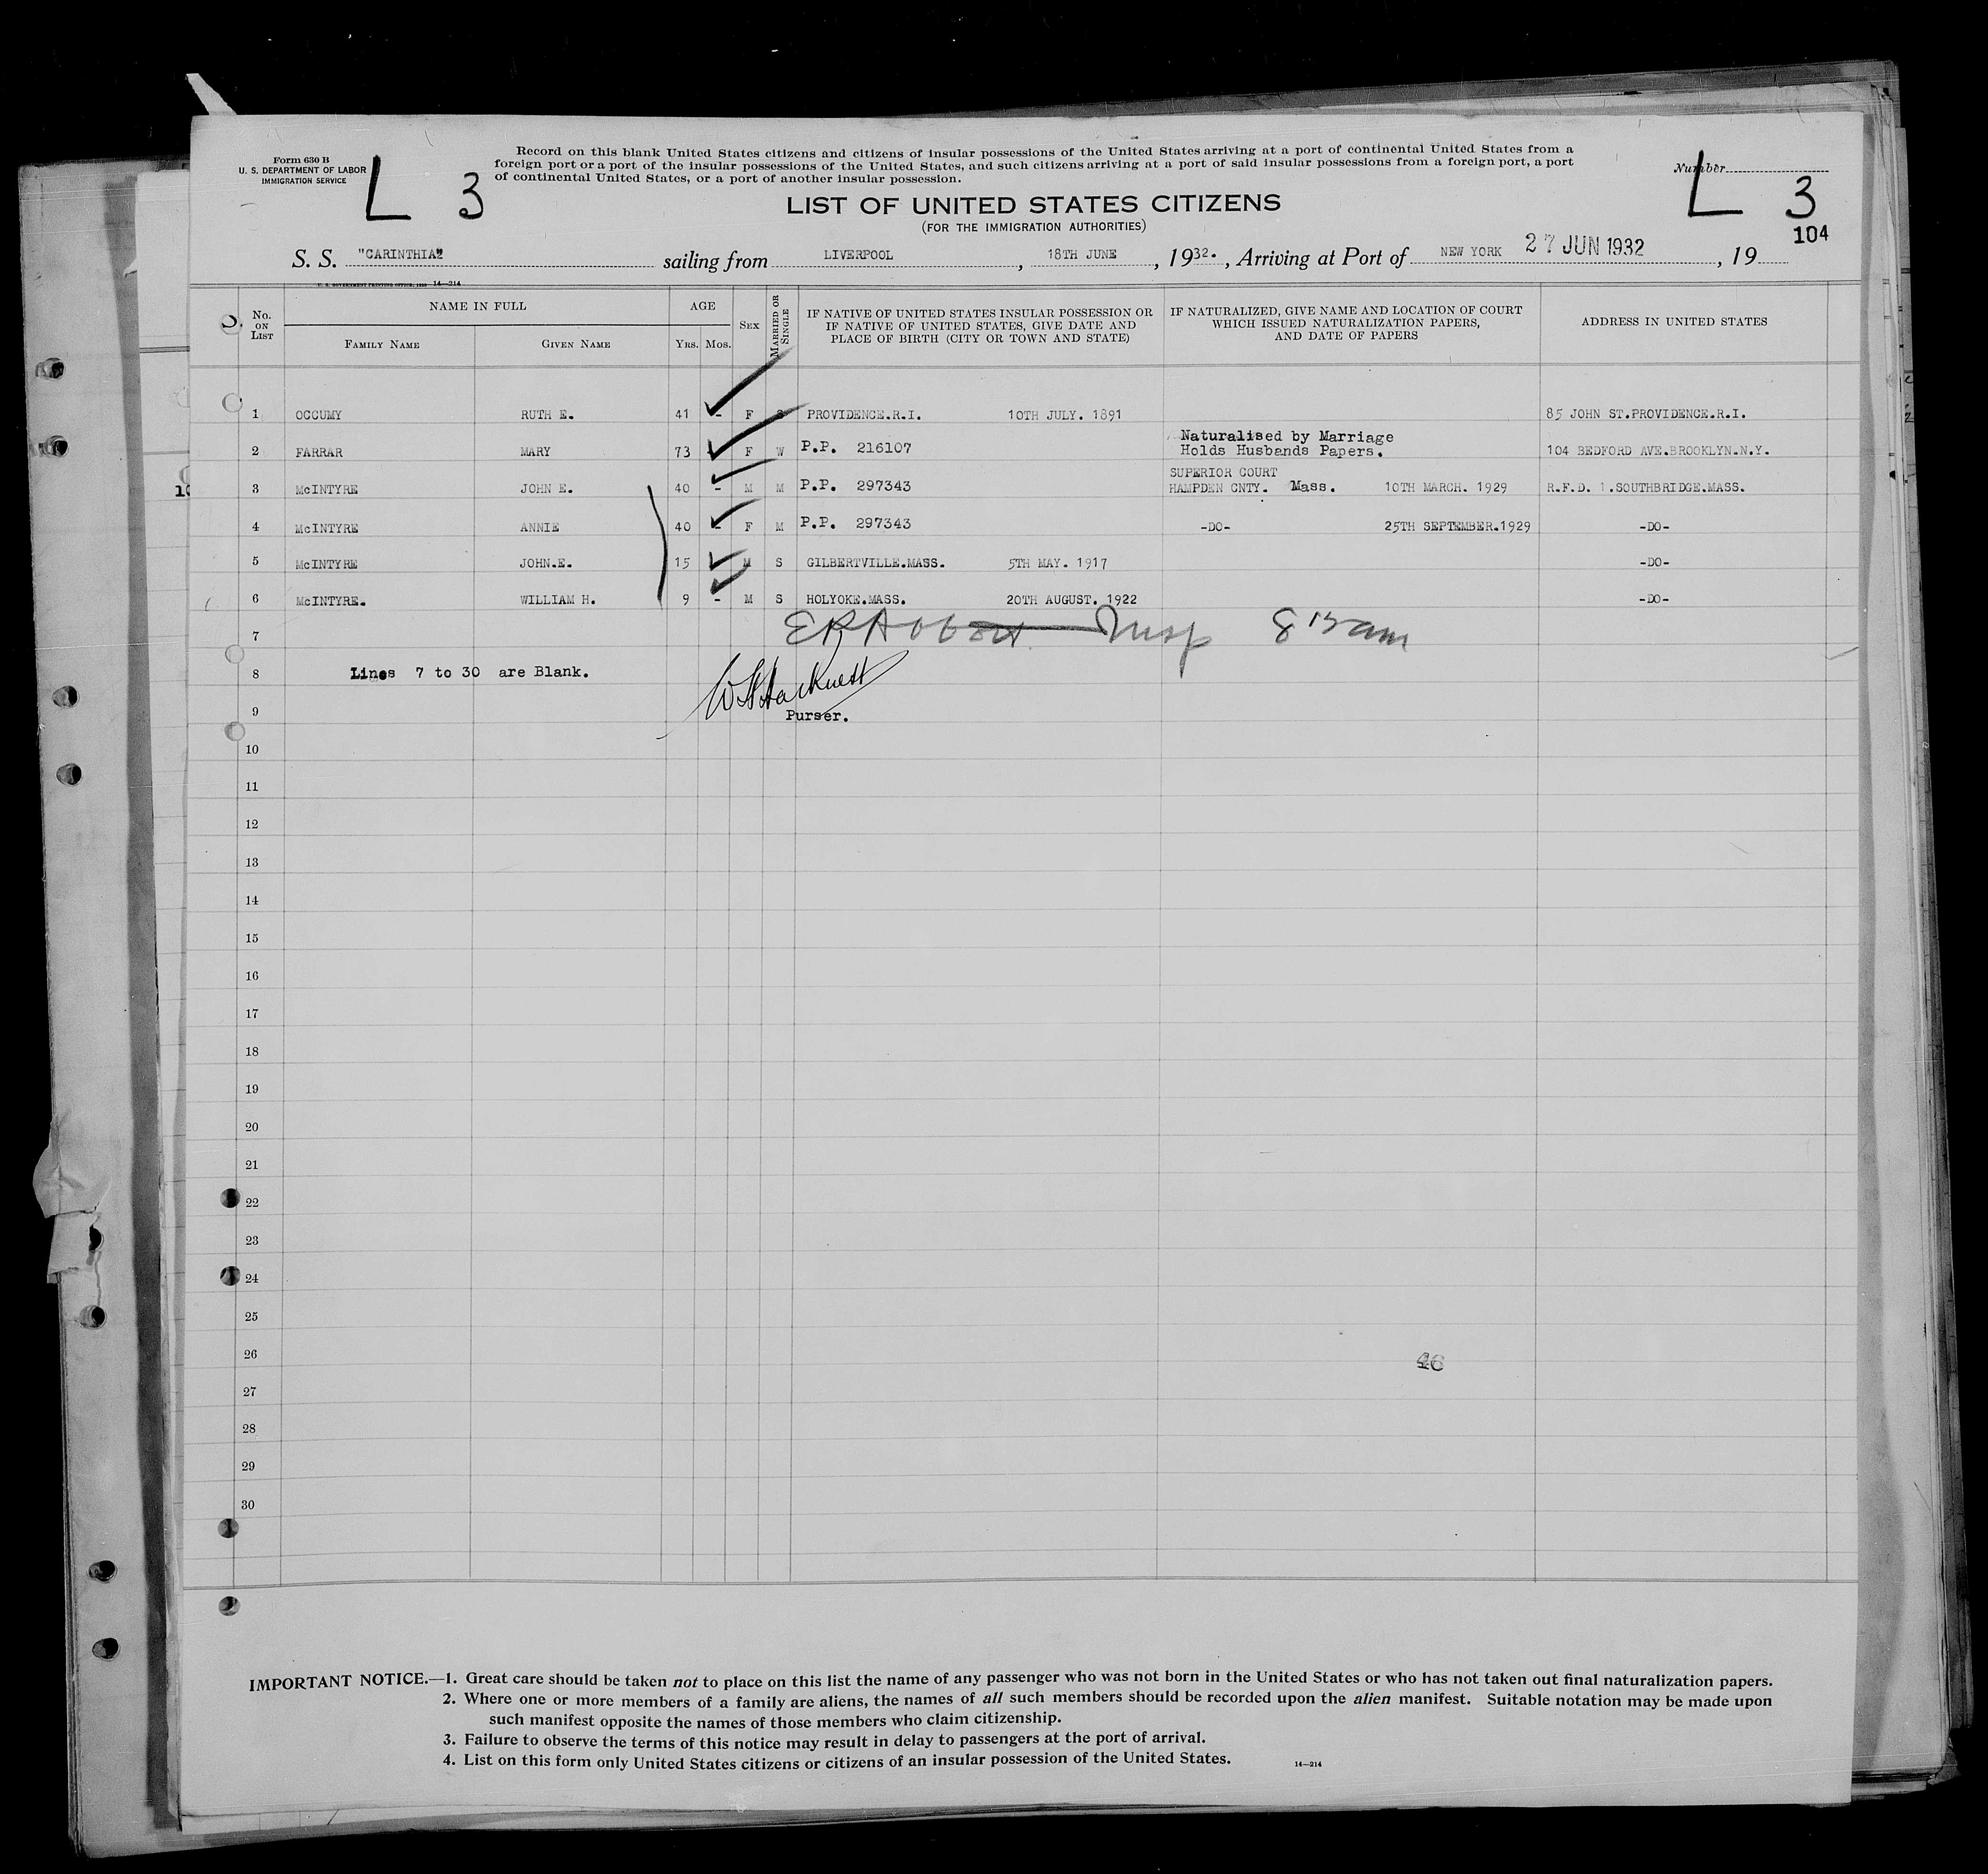 Form 630 B
U. S. DEPARTMENT OF LABOR
IMMIGRATION SERVICE
L 3
Record on this blank United States citizens and citizens of insular possessions of the United States arriving at a port of continental United States from a
foreign port or a port of the insular possessions of the United States, and such citizens arriving at a port of said insular possessions from a foreign port, a port
of continental United States, or a port of another insular possession.
Number
L 3
104
LIST OF UNITED STATES CITIZENS
(FOR THE IMMIGRATION AUTHORITIES)
S. S. "CARINTHIA" sailing from LIVERPOOL, 18TH JUNE, 1932., Arriving at Port of NEW YORK 27 JUN 1932, 19
U. S. GOVERNMENT PRINTING OFFICE: 14—214
No. ON LIST NAME IN FULL AGE SEX MARRIED OR SINGLE IF NATIVE OF UNITED STATES INSULAR POSSESSION OR IF NATIVE OF UNITED STATES, GIVE DATE AND PLACE OF BIRTH (CITY OR TOWN AND STATE) IF NATURALIZED, GIVE NAME AND LOCATION OF COURT WHICH ISSUED NATURALIZATION PAPERS, AND DATE OF PAPERS ADDRESS IN UNITED STATES
FAMILY NAME GIVEN NAME YRS. MOS.
1 OCCUMY RUTH E. 41 - F S PROVIDENCE.R.I. 10TH JULY. 1891 85 JOHN ST.PROVIDENCE.R.I.
2 FARRAR MARY 73 - F W P.P. 216107 Naturalised by Marriage Holds Husbands Papers. 104 BEDFORD AVE.BROOKLYN.N.Y.
SUPERIOR COURT
3 McINTYRE JOHN E. 40 - M M P.P. 297343 HAMPDEN CNTY. Mass. 10TH MARCH. 1929 R.F.D. 1.SOUTHBRIDGE.MASS.
4 McINTYRE ANNIE 40 - F M P.P. 297343 -DO- 25TH SEPTEMBER.1929 -DO-
5 McINTYRE JOHN.E. 15 - M S GILBERTVILLE.MASS. 5TH MAY. 1917 -DO-
6 McINTYRE. WILLIAM H. 9 - M S HOLYOKE.MASS. 20TH AUGUST. 1922 -DO-
7 Insp
8 Lines 7 to 30 are Blank.
9 Purser.
10
11
12
13
14
15
16
17
18
19
20
21
22
23
24
25
26
27
28
29
30
IMPORTANT NOTICE.—1. Great care should be taken not to place on this list the name of any passenger who was not born in the United States or who has not taken out final naturalization papers.
2. Where one or more members of a family are aliens, the names of all such members should be recorded upon the alien manifest. Suitable notation may be made upon
such manifest opposite the names of those members who claim citizenship.
3. Failure to observe the terms of this notice may result in delay to passengers at the port of arrival.
4. List on this form only United States citizens or citizens of an insular possession of the United States. 14—214